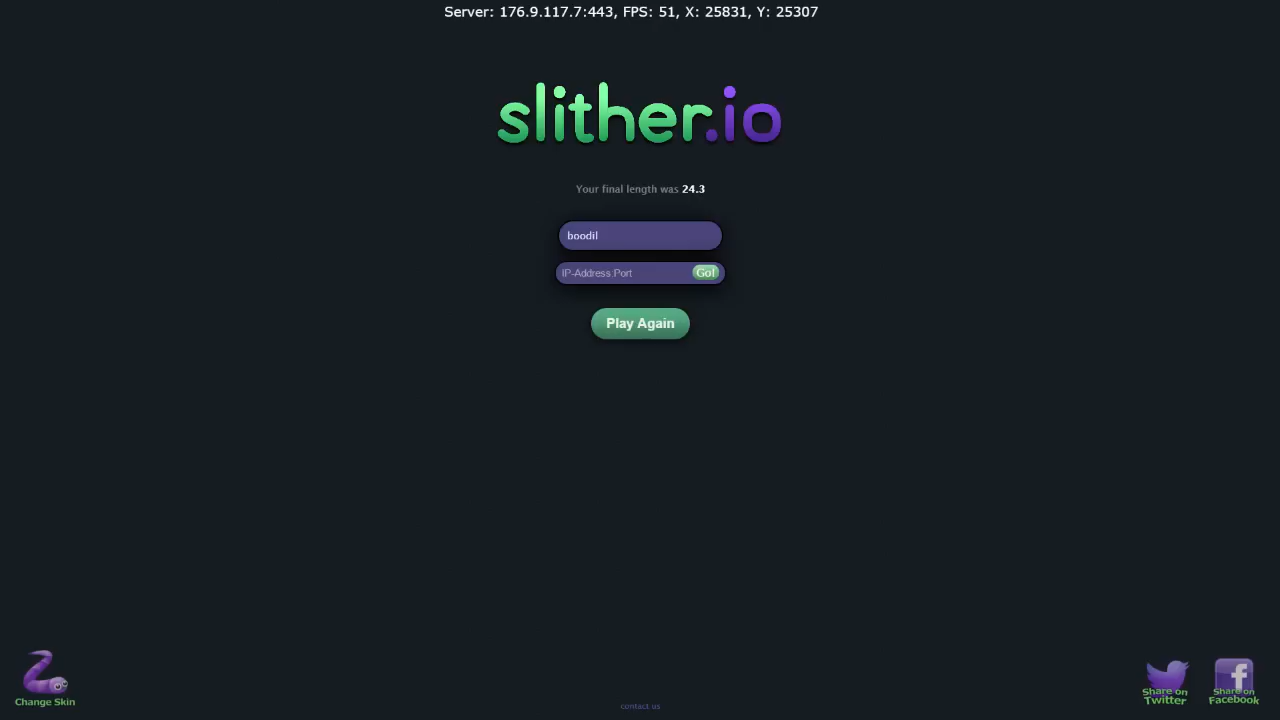 Server: 176.9.117.7:443, FPS: 51, X: 25831, Y: 25307
slither.io
Your final length was 24.3
boodil
IP-Address:Port Go!
Play Again
Change Skin
Share on Twitter
Share on Facebook
contact us